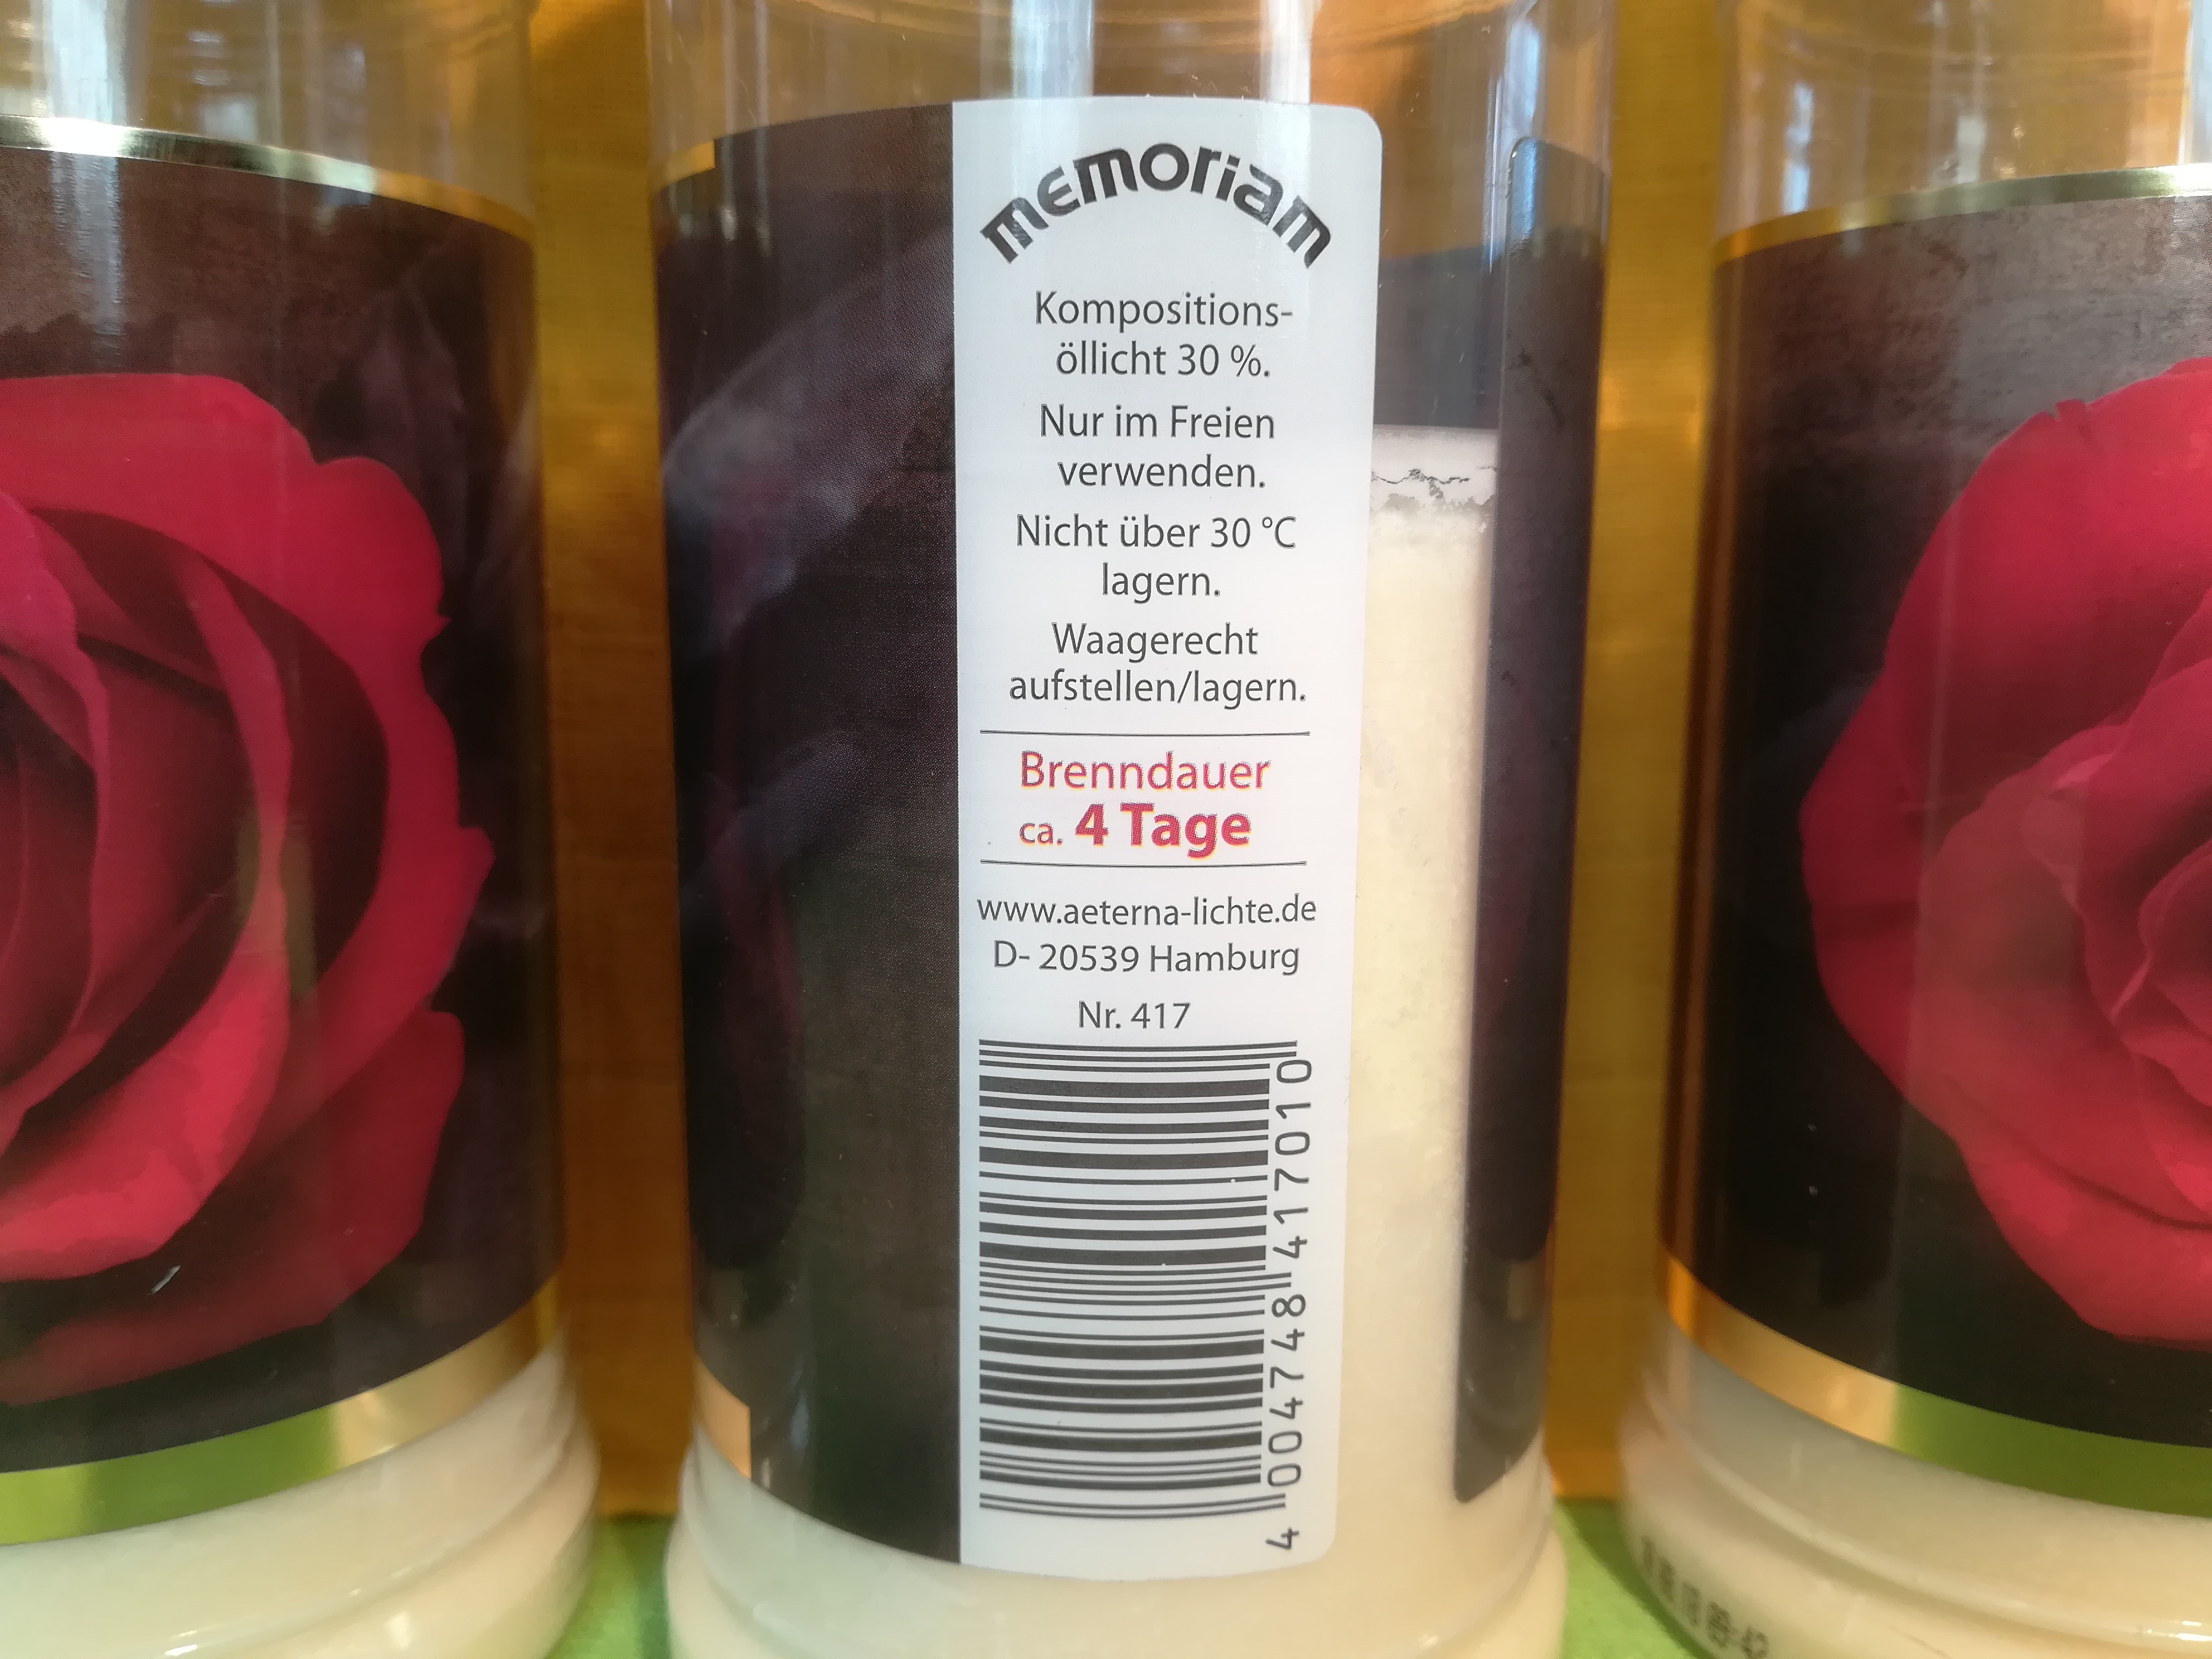 memoriam
Kompositions-
öllicht 30 %.
Nur im Freien
verwenden.
Nicht über 30 °C
lagern.
Waagerecht
aufstellen/lagern.
Brenndauer
ca. 4 Tage
www.aeterna-lichte.de
D- 20539 Hamburg
Nr. 417
4 004748 417010